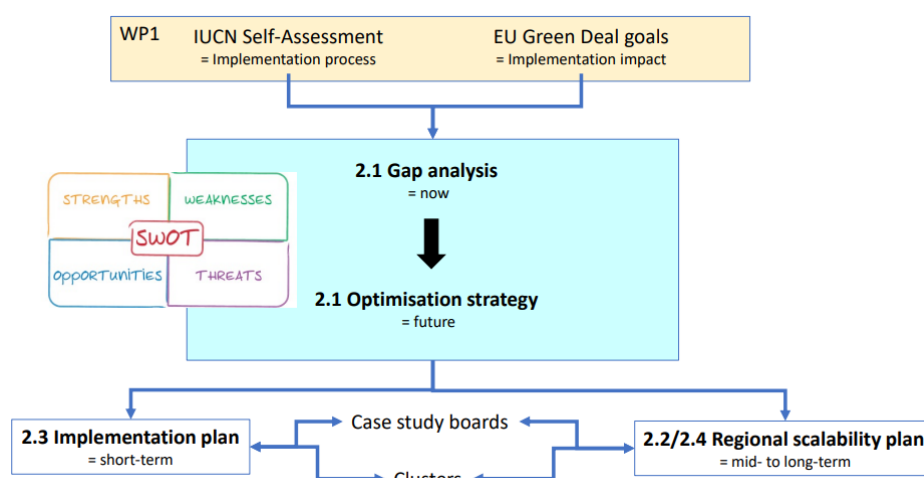 WP1
IUCN Self-Assessment
= Implementation process
EU Green Deal goals
= Implementation impact
2.1 Gap analysis
= now
STRENGTHS
WEAKNESSES
SWOT
OPPORTUNITIES
THREATS
2.1 Optimisation strategy
= future
Case study boards
2.3 Implementation plan
= short-term
2.2/2.4 Regional scalability plan
= mid- to long-term
Clusters